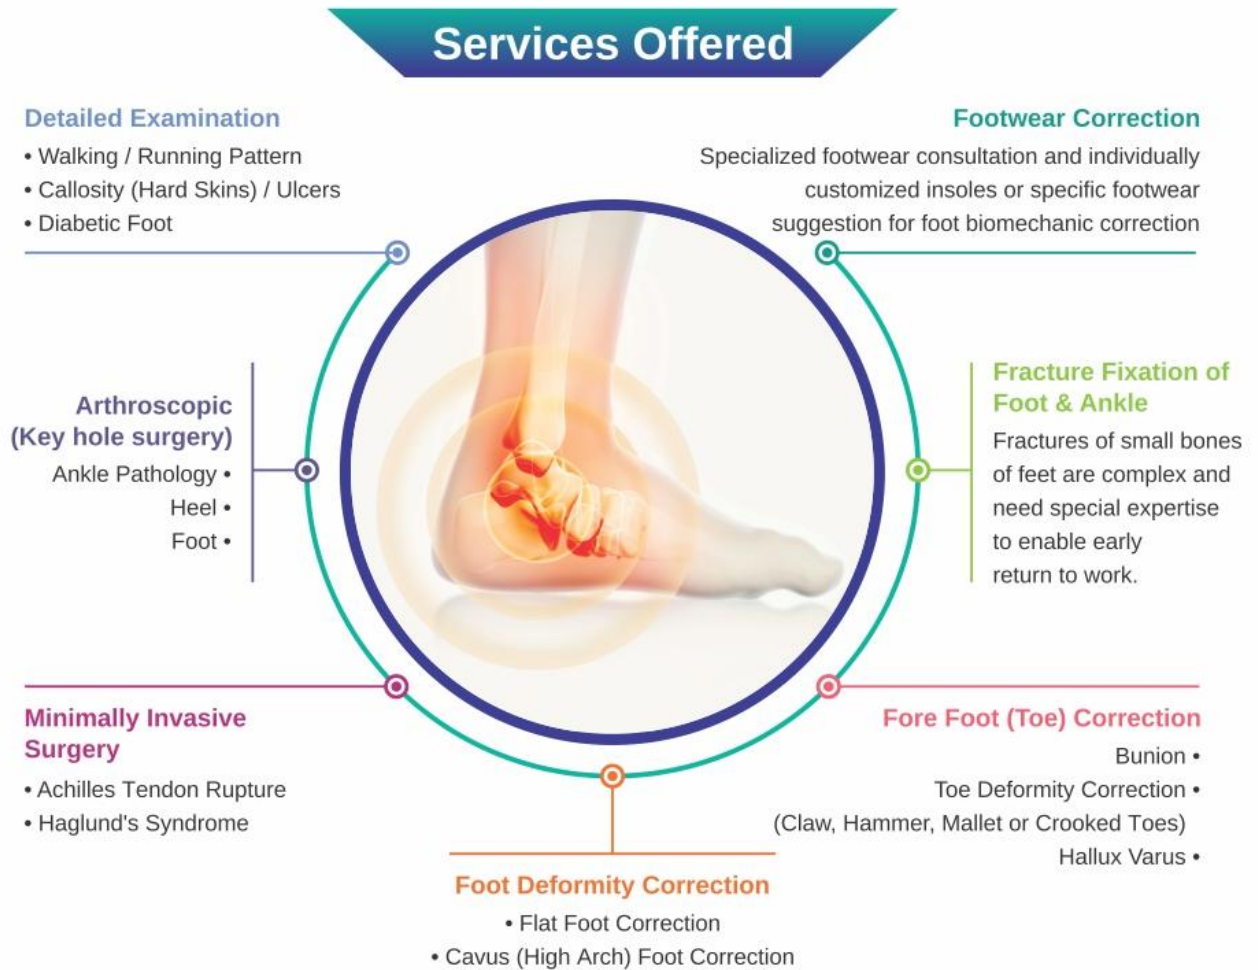 Services Offered
Detailed Examination
• Walking / Running Pattern
• Callosity (Hard Skins) / Ulcers
• Diabetic Foot
Footwear Correction
Specialized footwear consultation and individually
customized insoles or specific footwear
suggestion for foot biomechanic correction
Arthroscopic
(Key hole surgery)
Ankle Pathology •
Heel •
Foot •
Fracture Fixation of
Foot & Ankle
Fractures of small bones
of feet are complex and
need special expertise
to enable early
return to work.
Minimally Invasive
Surgery
• Achilles Tendon Rupture
• Haglund's Syndrome
Fore Foot (Toe) Correction
Bunion •
Toe Deformity Correction •
(Claw, Hammer, Mallet or Crooked Toes)
Hallux Varus •
Foot Deformity Correction
• Flat Foot Correction
• Cavus (High Arch) Foot Correction